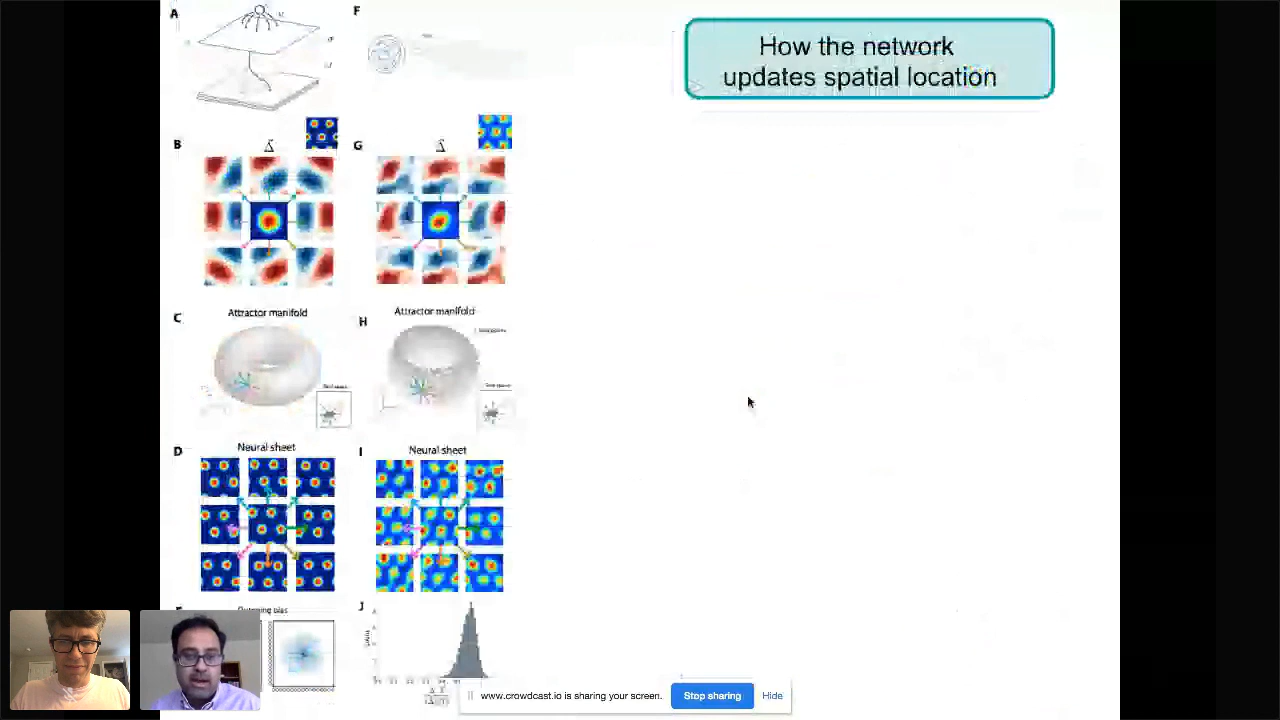 A
F
How the network
updates spatial location
B
G
Attractor manifold
Attractor manifold
C
H
Neural sheet
Neural sheet
D
I
J
www.crowdcast.io is sharing your screen.
Stop sharing
Hide